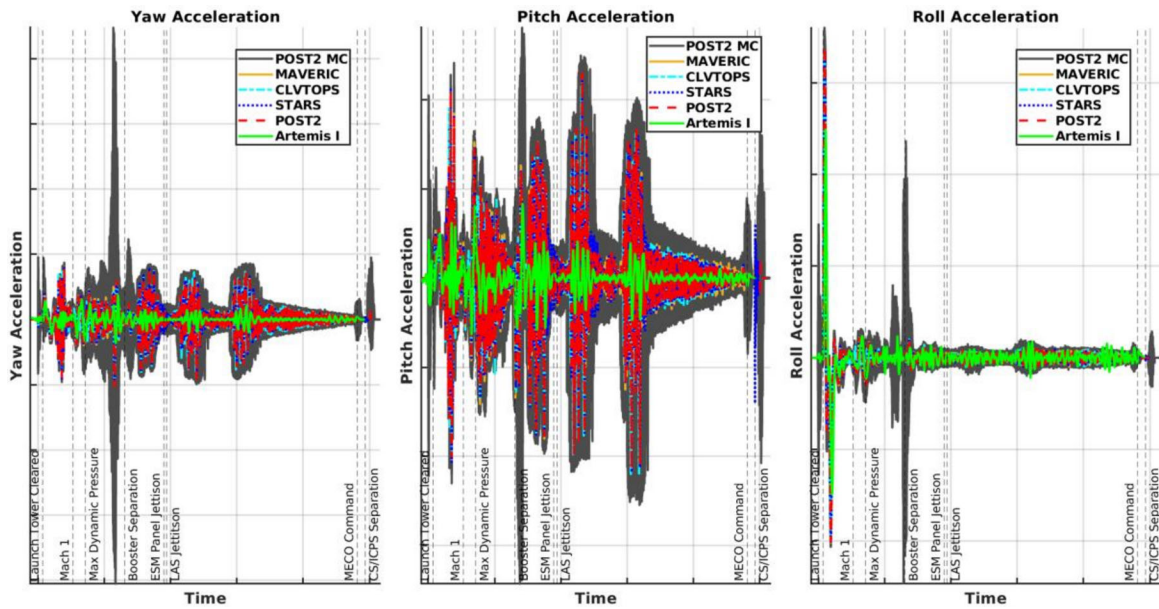 Yaw Acceleration
POST2 MC
MAVERIC
CLVTOPS
STARS
POST2
Artemis I
Yaw Acceleration
Launch
Tower Cleared
Mach 1
Max Dynamic Pressure
Booster Separation
ESM Panel Jettison
LAS Jettitson
MECO Command
CS/ICPS Separation
Time
Pitch Acceleration
POST2 MC
MAVERIC
CLVTOPS
STARS
POST2
Artemis I
Pitch Acceleration
Launch
Tower Cleared
Mach 1
Max Dynamic Pressure
Booster Separation
ESM Panel Jettison
LAS Jettitson
MECO Command
CS/ICPS Separation
Time
Roll Acceleration
POST2 MC
MAVERIC
CLVTOPS
STARS
POST2
Artemis I
Roll Acceleration
Launch
Tower Cleared
Mach 1
Max Dynamic Pressure
Booster Separation
ESM Panel Jettison
LAS Jettitson
MECO Command
CS/ICPS Separation
Time